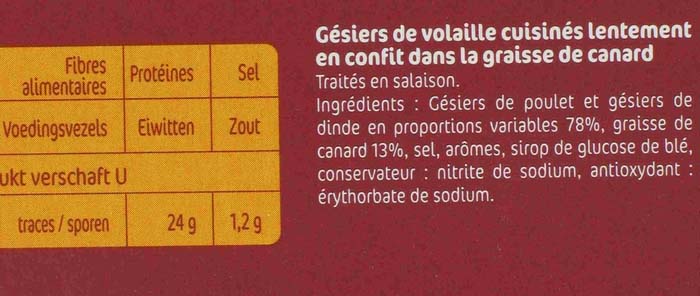 Fibres alimentaires Protéines Sel
Voedingsvezels Eiwitten Zout
ukt verschaft U
traces / sporen 24 g 1,2 g
Gésiers de volaille cuisinés lentement
en confit dans la graisse de canard
Traités en salaison.
Ingrédients : Gésiers de poulet et gésiers de
dinde en proportions variables 78%, graisse de
canard 13%, sel, arômes, sirop de glucose de blé,
conservateur : nitrite de sodium, antioxydant :
érythorbate de sodium.